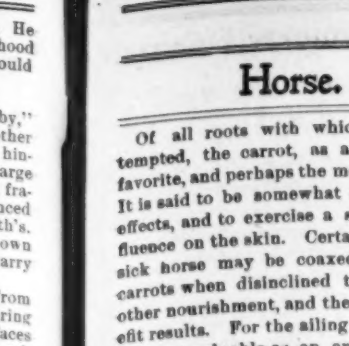 He
hood
ould
by,"
ther
hin-
arge
fra-
nced
th's.
own
arry
rom
ring
aces
Horse.
Of all roots with whic
tempted, the carrot, as a
favorite, and perhaps the m
It is said to be somewhat
effects, and to exercise a s
fluence on the skin. Certa
sick horse may be coaxed
carrots when disinclined t
other nourishment, and the
efit results. For the ailing